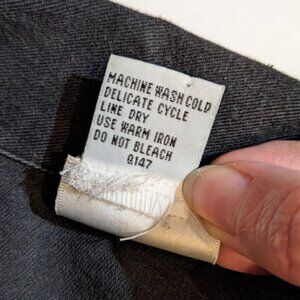 MACHINE WASH COLD
DELICATE CYCLE
LINE DRY
USE WARM IRON
DO NOT BLEACH
0147